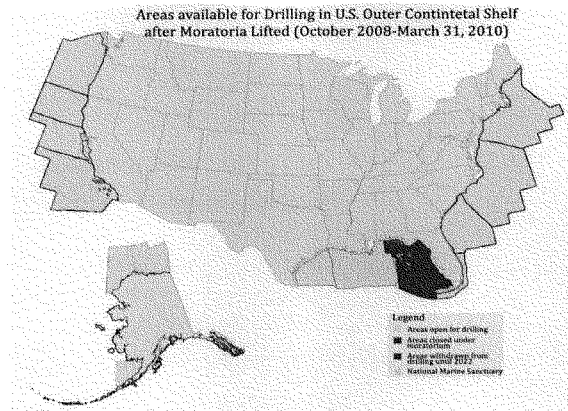 Areas available for Drilling in U.S. Outer Contintetal Shelf
after Moratoria Lifted (October 2008-March 31, 2010)
Legend
Areas open for drilling
Areas closed under
moratorium
Areas withdrawn from
drilling until 2022
National Marine Sanctuary